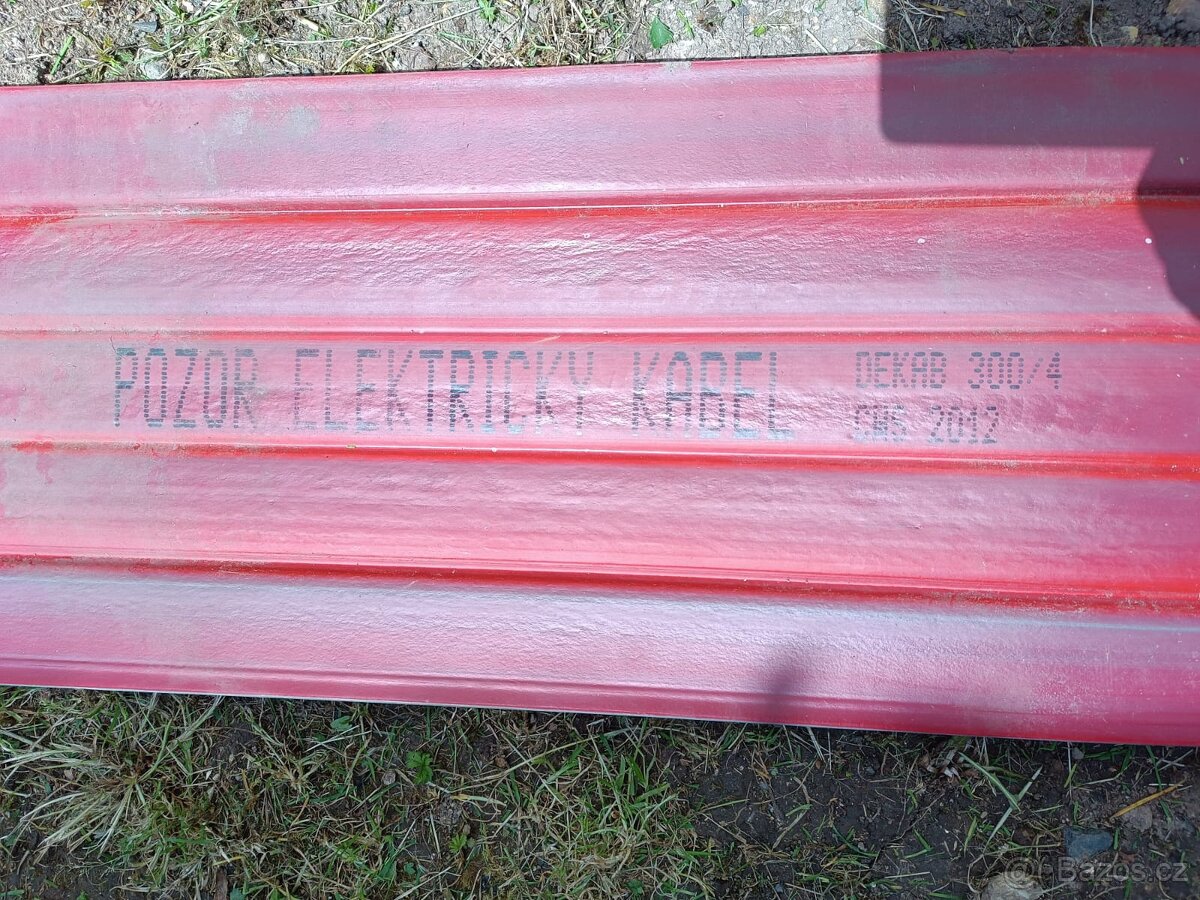 POZOR ELEKTRICKY KABEL
DEKAB 300/4
2012
© Bazos.cz